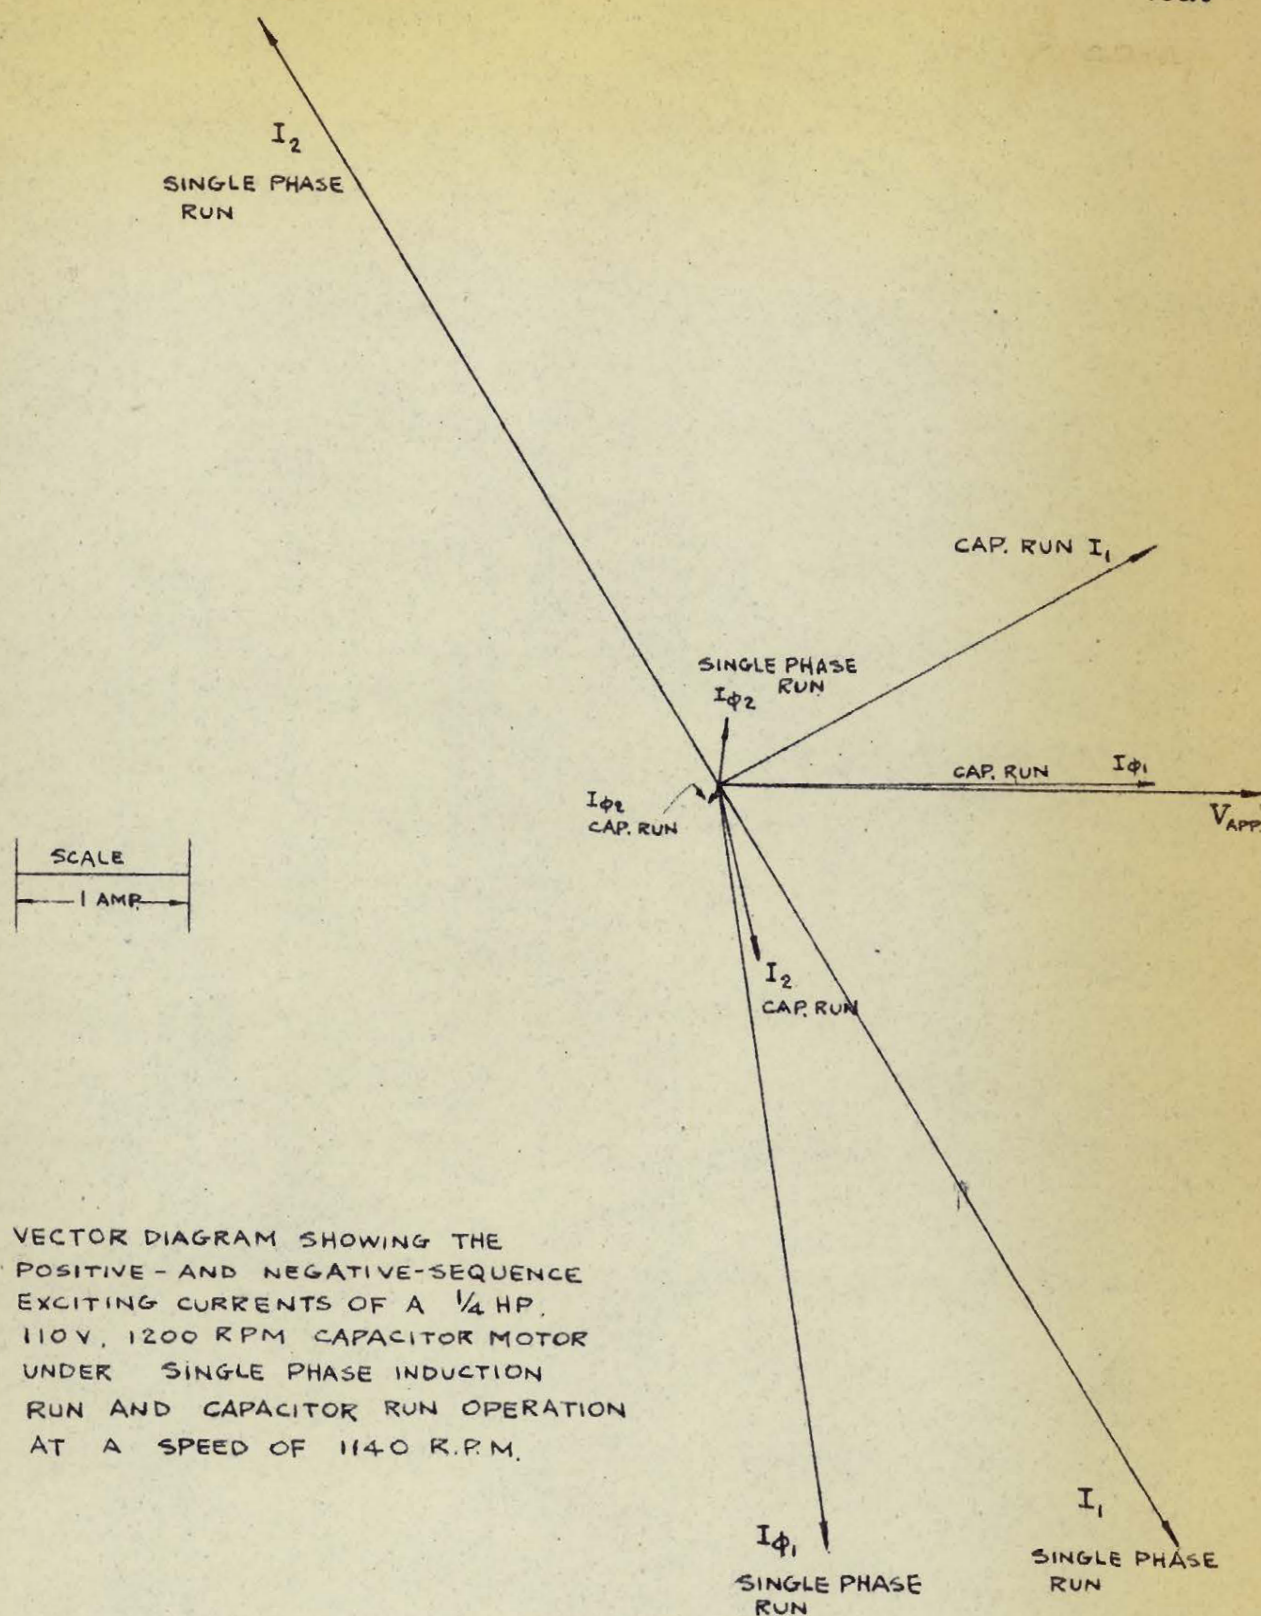 I₂
SINGLE PHASE
RUN
CAP. RUN I₁
SINGLE PHASE
RUN
Iϕ2
CAP. RUN Iϕ₁
Iϕ2
CAP. RUN
V_APP.
SCALE
1 AMP.
I₂
CAP. RUN
VECTOR DIAGRAM SHOWING THE
POSITIVE - AND NEGATIVE-SEQUENCE
EXCITING CURRENTS OF A 1/4 HP.
110 V. 1200 RPM CAPACITOR MOTOR
UNDER SINGLE PHASE INDUCTION
RUN AND CAPACITOR RUN OPERATION
AT A SPEED OF 1140 R.P.M.
I₁
SINGLE PHASE
RUN
Iϕ₁
SINGLE PHASE
RUN